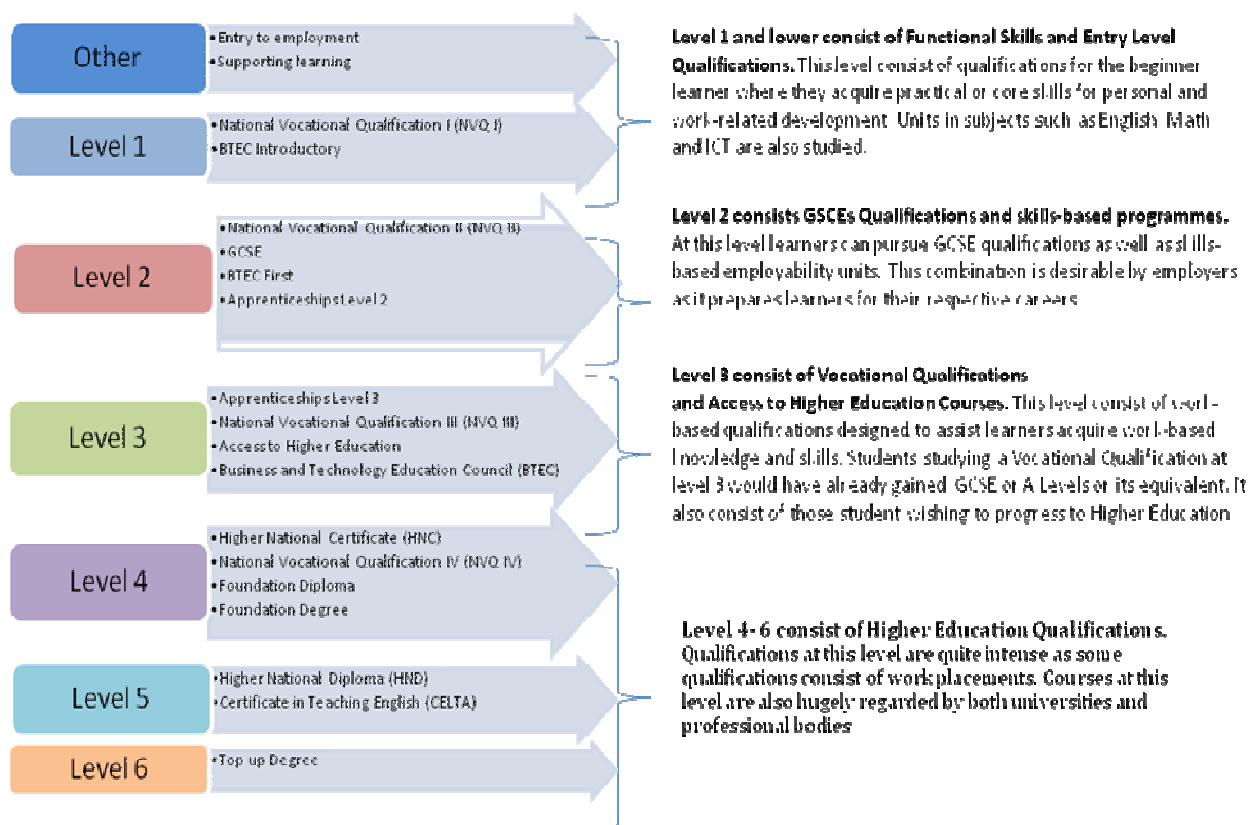 Other
•Entry to employment
•Supporting learning
Level 1
•National Vocational Qualification I (NVQ I)
•BTEC Introductory
Level 1 and lower consist of Functional Skills and Entry Level
Qualifications. This level consist of qualifications for the beginner
learner where they acquire practical or core skills for personal and
work-related development. Units in subjects such as English, Math
and ICT are also studied.
Level 2
•National Vocational Qualification II (NVQ II)
•GCSE
•BTEC First
•Apprenticeships Level 2
Level 2 consists GSCEs Qualifications and skills-based programmes.
At this level learners can pursue GCSE qualifications as well as skills-
based employability units. This combination is desirable by employers
as it prepares learners for their respective careers
Level 3
•Apprenticeships Level 3
•National Vocational Qualification III (NVQ III)
•Access to Higher Education
•Business and Technology Education Council (BTEC)
Level 3 consist of Vocational Qualifications
and Access to Higher Education Courses. This level consist of work-
based qualifications designed to assist learners acquire work-based
knowledge and skills. Students studying a Vocational Qualification at
level 3 would have already gained GCSE or A Levels or its equivalent. It
also consist of those student wishing to progress to Higher Education
Level 4
•Higher National Certificate (HNC)
•National Vocational Qualification IV (NVQ IV)
•Foundation Diploma
•Foundation Degree
Level 5
•Higher National Diploma (HND)
•Certificate in Teaching English (CELTA)
Level 6
•Top up Degree
Level 4-6 consist of Higher Education Qualifications.
Qualifications at this level are quite intense as some
qualifications consist of work placements. Courses at this
level are also hugely regarded by both universities and
professional bodies